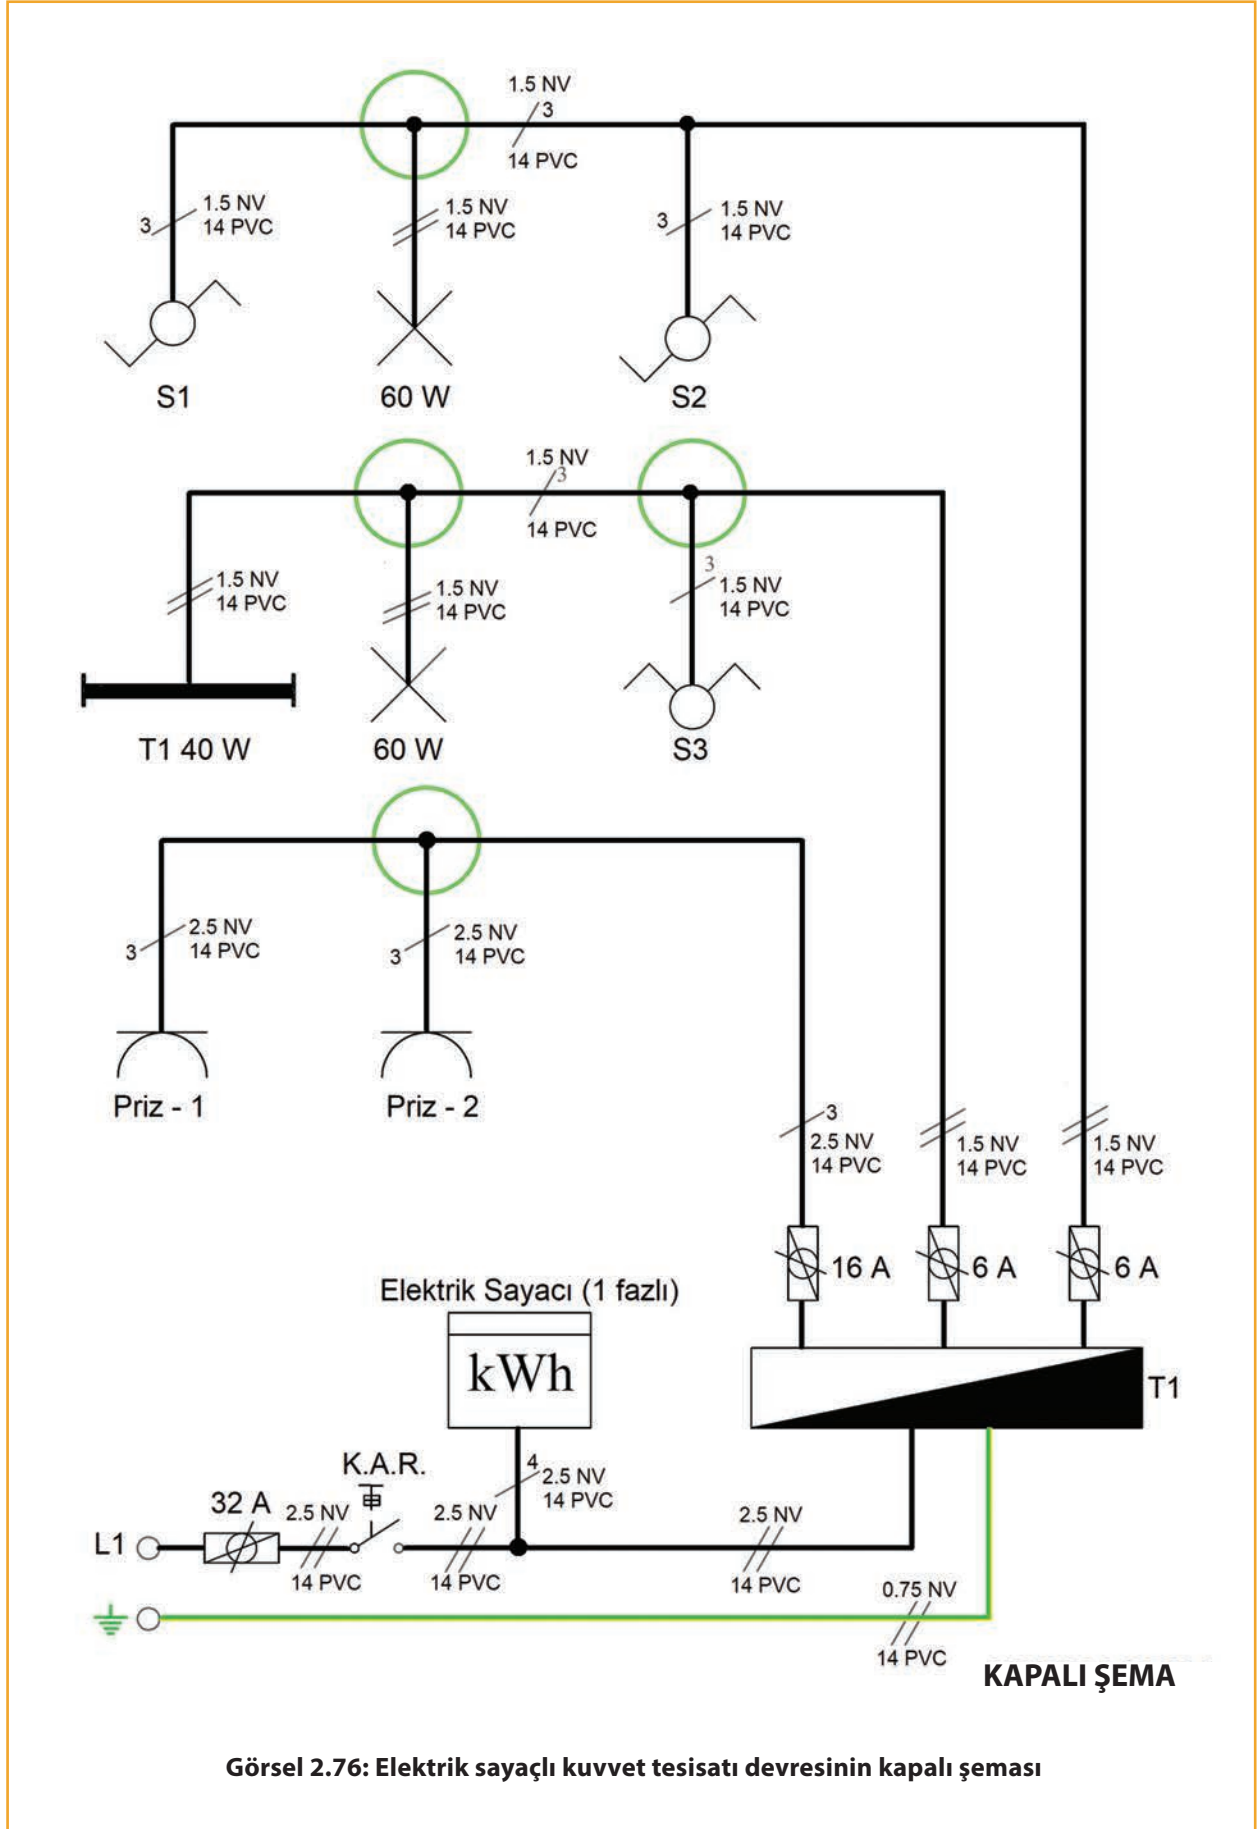 1.5 NV
3
14 PVC
1.5 NV
3
14 PVC
1.5 NV
14 PVC
1.5 NV
3
14 PVC
S1
60 W
S2
1.5 NV
3
14 PVC
1.5 NV
14 PVC
1.5 NV
14 PVC
3
1.5 NV
14 PVC
T1 40 W
60 W
S3
2.5 NV
3
14 PVC
2.5 NV
3
14 PVC
Priz - 1
Priz - 2
3
2.5 NV
14 PVC
1.5 NV
14 PVC
1.5 NV
14 PVC
16 A
6 A
6 A
Elektrik Sayacı (1 fazlı)
kWh
T1
K.A.R.
4
2.5 NV
14 PVC
32 A
2.5 NV
2.5 NV
2.5 NV
L1
14 PVC
14 PVC
14 PVC
0.75 NV
14 PVC
KAPALI ŞEMA
Görsel 2.76: Elektrik sayaçlı kuvvet tesisatı devresinin kapalı şeması